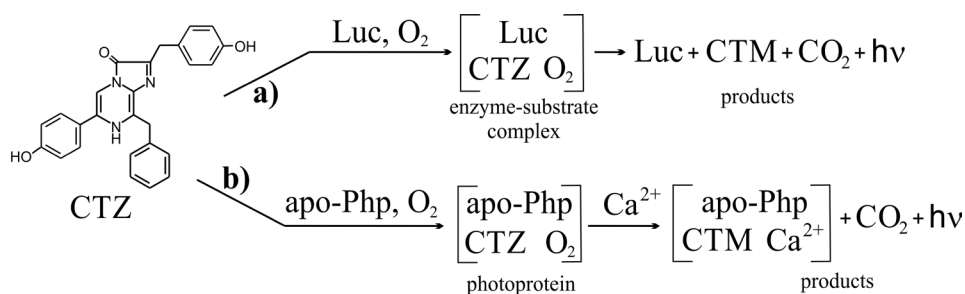 O
OH
N
N
N
H
HO
CTZ
a)
Luc, O₂
Luc
CTZ O₂
enzyme-substrate
complex
Luc + CTM + CO₂ + hν
products
b)
apo-Php, O₂
apo-Php
CTZ O₂
photoprotein
Ca²⁺
apo-Php
CTM Ca²⁺
+ CO₂ + hν
products